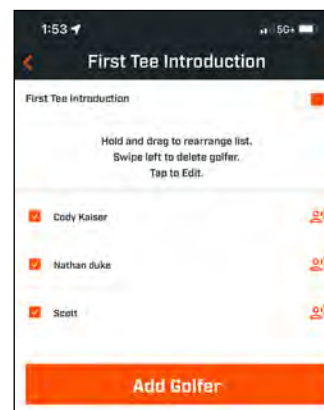 1:53
5G+
First Tee Introduction
First Tee Introduction
Hold and drag to rearrange list.
Swipe left to delete golfer.
Tap to Edit.
Cody Kaiser
Nathan duke
Scott
Add Golfer